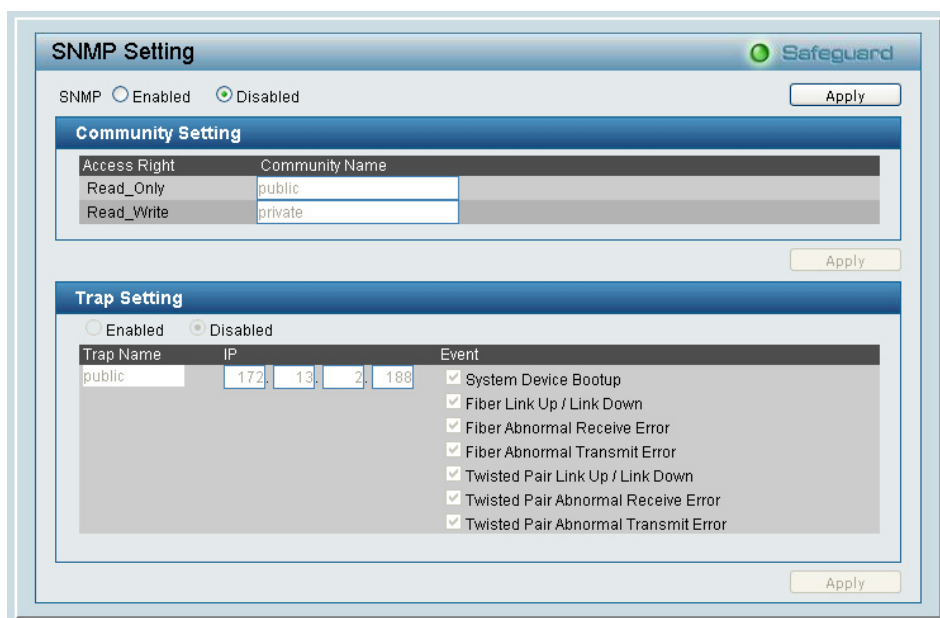 SNMP Setting
Safeguard
SNMP Enabled Disabled
Apply
Community Setting
Access Right Community Name
Read_Only public
Read_Write private
Apply
Trap Setting
Enabled Disabled
Trap Name IP Event
public 172. 13. 2. 188 System Device Bootup
Fiber Link Up / Link Down
Fiber Abnormal Receive Error
Fiber Abnormal Transmit Error
Twisted Pair Link Up / Link Down
Twisted Pair Abnormal Receive Error
Twisted Pair Abnormal Transmit Error
Apply